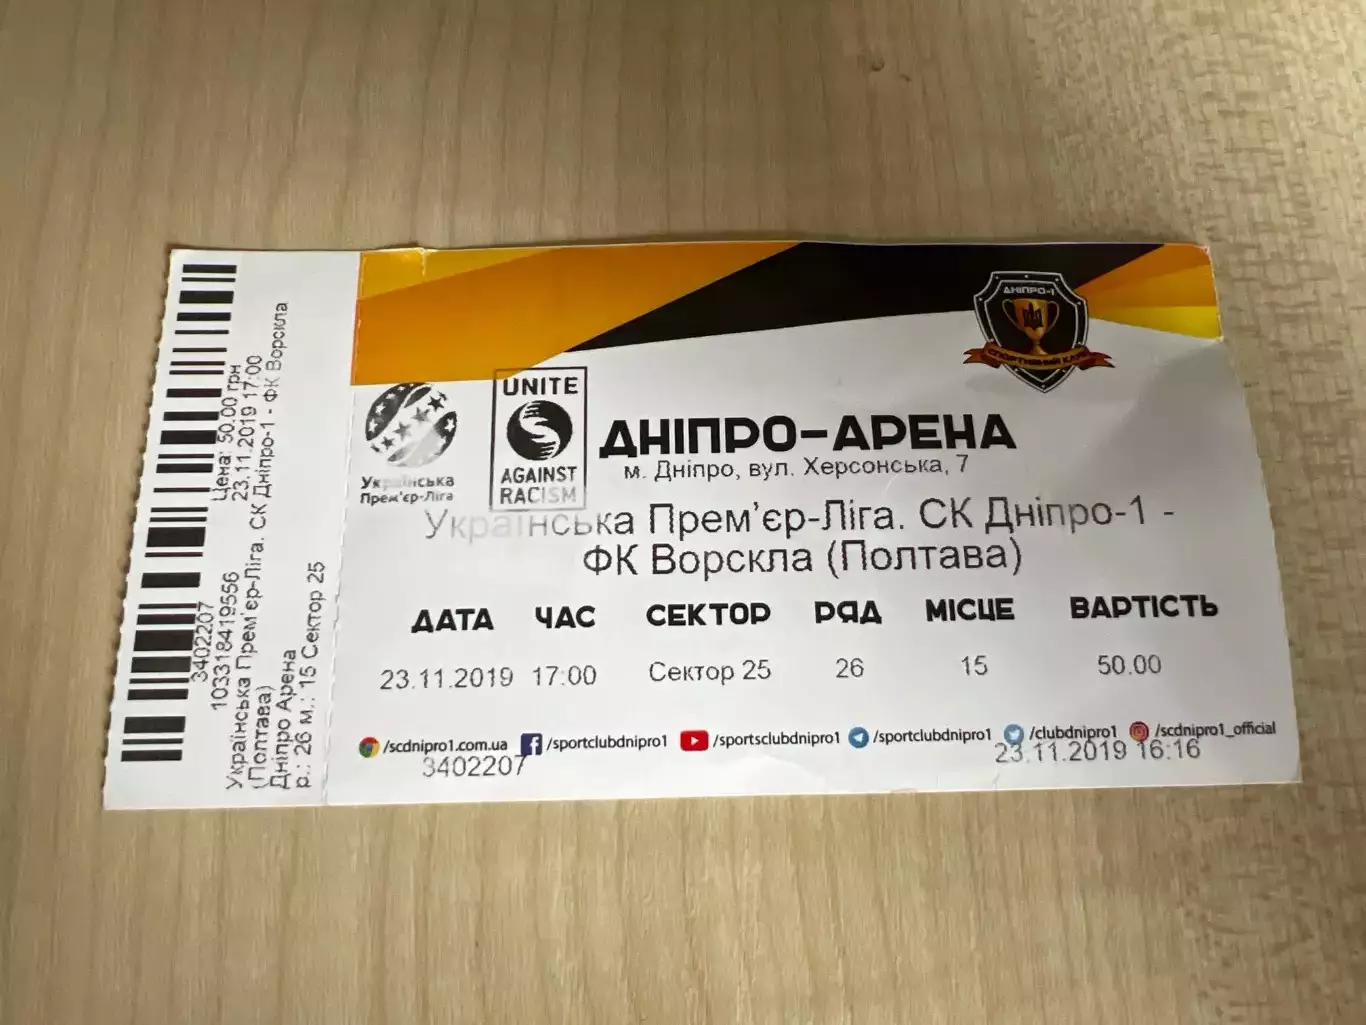 ДНІПРО-1
СПОРТИВНИЙ КЛУБ
Українська
Прем'єр-Ліга
UNITE
AGAINST
RACISM
ДНІПРО-АРЕНА
м. Дніпро, вул. Херсонська, 7
Українська Прем'єр-Ліга. СК Дніпро-1 -
ФК Ворскла (Полтава)
ДАТА ЧАС СЕКТОР РЯД МІСЦЕ ВАРТІСТЬ
23.11.2019 17:00 Сектор 25 26 15 50.00
/scdnipro1.com.ua /sportclubdnipro1 /sportsclubdnipro1 /sportclubdnipro1 /clubdnipro1 /scdnipro1_official
3402207 23.11.2019 16:16
3402207
103318419556
Цена: 50.00 грн
23.11.2019 17:00
Українська Прем'єр-Ліга. СК Дніпро-1 - ФК Ворскла
(Полтава)
Дніпро Арена
р.: 26 м.: 15 Сектор 25